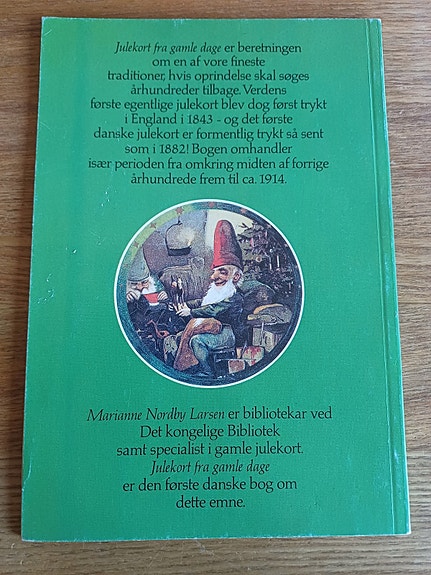 Julekort fra gamle dage er beretningen
om en af vore fineste
traditioner, hvis oprindelse skal søges
århundreder tilbage. Verdens
første egentlige julekort blev dog først trykt
i England i 1843 - og det første
danske julekort er formentlig trykt så sent
som i 1882! Bogen omhandler
især perioden fra omkring midten af forrige
århundrede frem til ca. 1914.
Marianne Nordby Larsen er bibliotekar ved
Det kongelige Bibliotek
samt specialist i gamle julekort.
Julekort fra gamle dage
er den første danske bog om
dette emne.